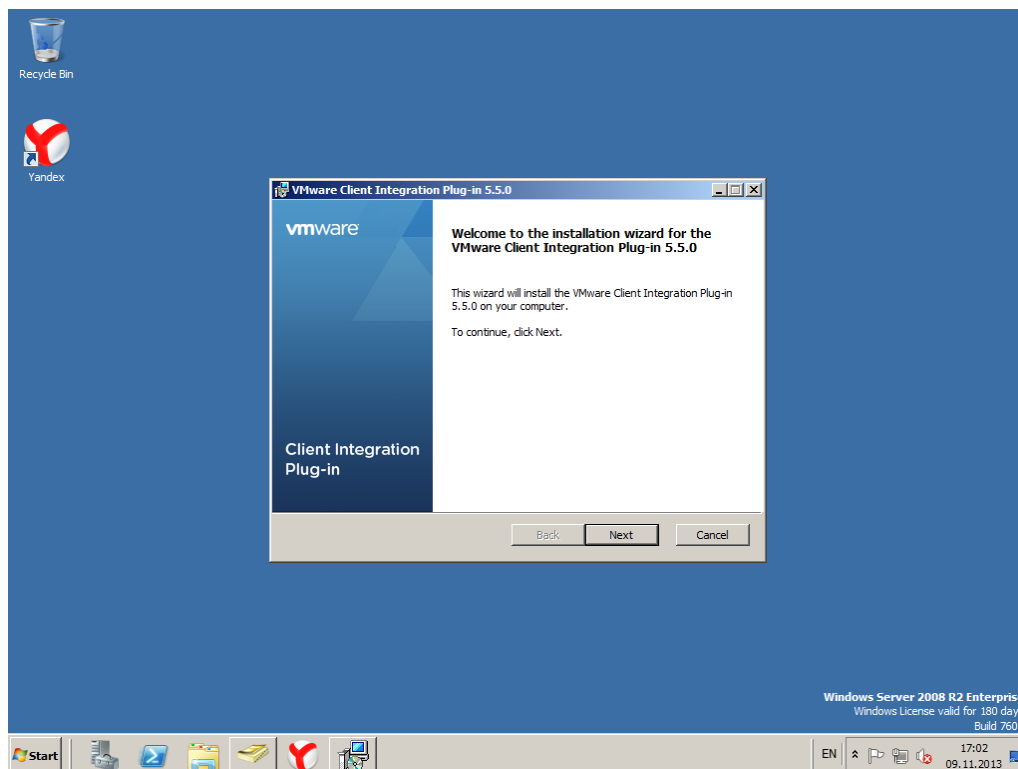 Recycle Bin
Yandex
VMware Client Integration Plug-in 5.5.0
vmware
Welcome to the installation wizard for the
VMware Client Integration Plug-in 5.5.0
This wizard will install the VMware Client Integration Plug-in
5.5.0 on your computer.
To continue, click Next.
Client Integration
Plug-in
Back
Next
Cancel
Windows Server 2008 R2 Enterpris
Windows License valid for 180 day
Build 760
Start
EN
17:02
09.11.2013